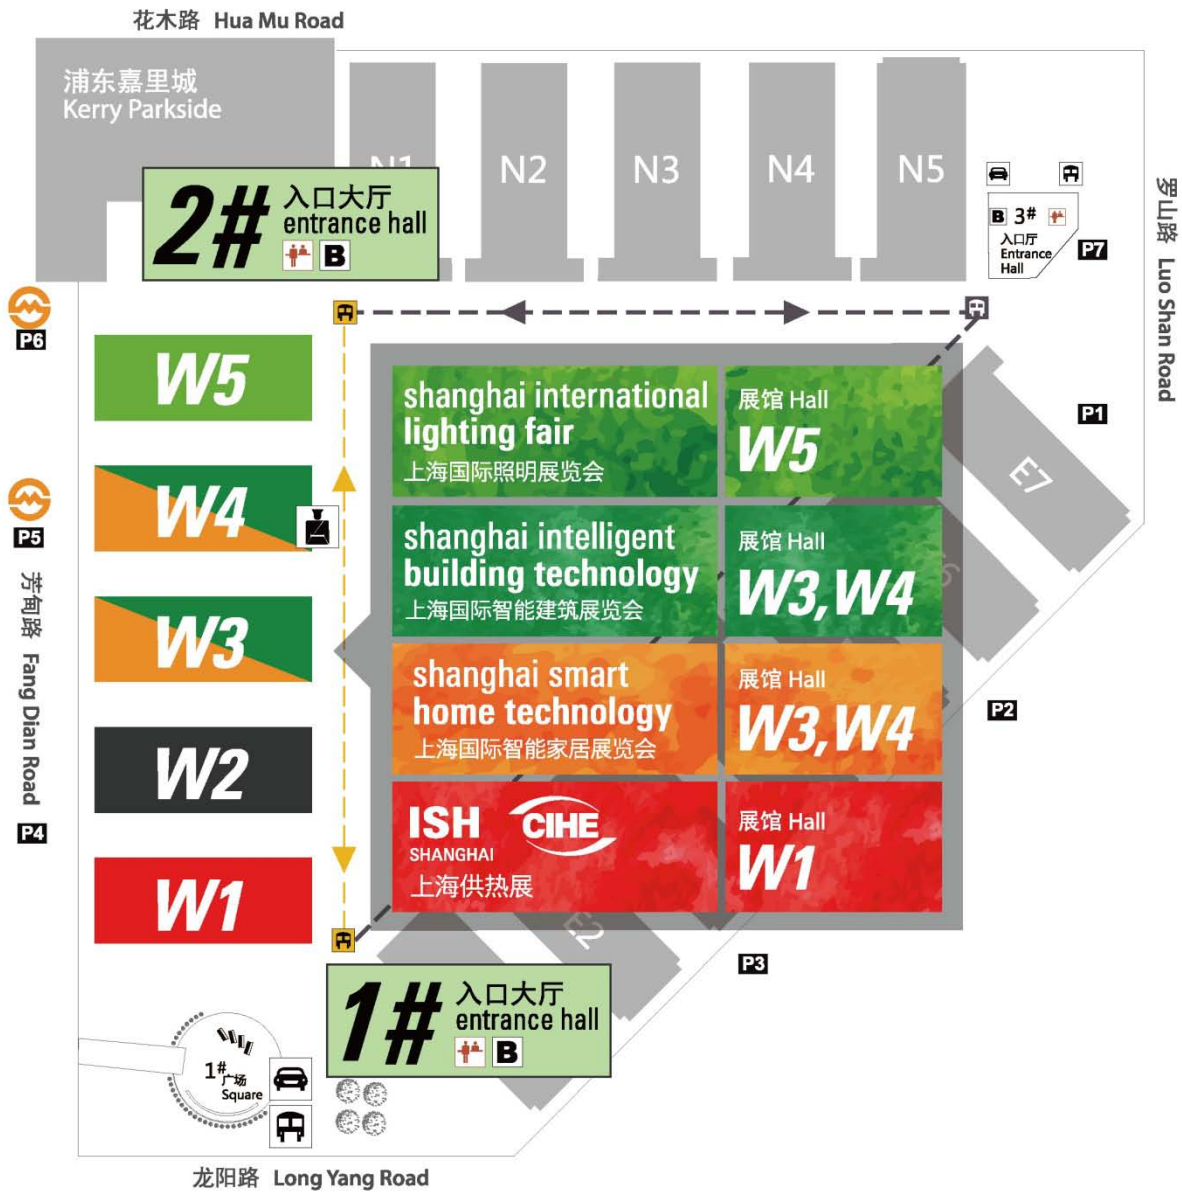 花木路 Hua Mu Road
浦东嘉里城
Kerry Parkside
N1
N2
N3
N4
N5
2#
入口大厅
entrance hall
B
B 3#
入口厅
Entrance
Hall
P7
罗山路 Luo Shan Road
P6
W5
shanghai international
lighting fair
上海国际照明展览会
展馆 Hall
W5
P1
E7
P5
W4
shanghai intelligent
building technology
上海国际智能建筑展览会
展馆 Hall
W3,W4
E6
芳甸路 Fang Dian Road
W3
shanghai smart
home technology
上海国际智能家居展览会
展馆 Hall
W3,W4
P2
W2
P4
ISH
SHANGHAI
CIHE
上海供热展
展馆 Hall
W1
W1
E2
P3
1#
入口大厅
entrance hall
B
1#
广场
Square
龙阳路 Long Yang Road